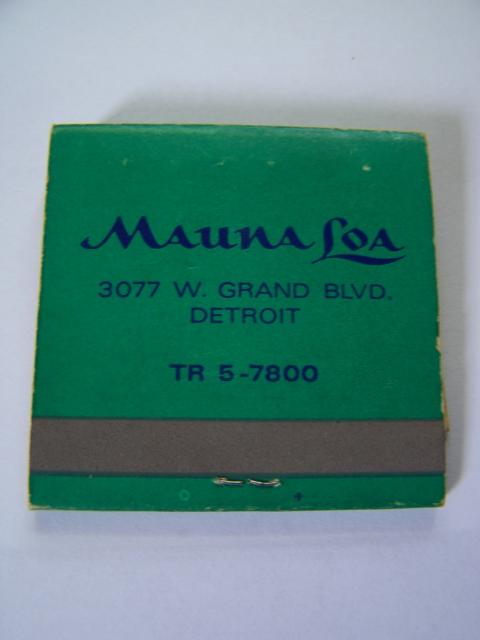 Mauna Loa
3077 W. GRAND BLVD.
DETROIT
TR 5-7800